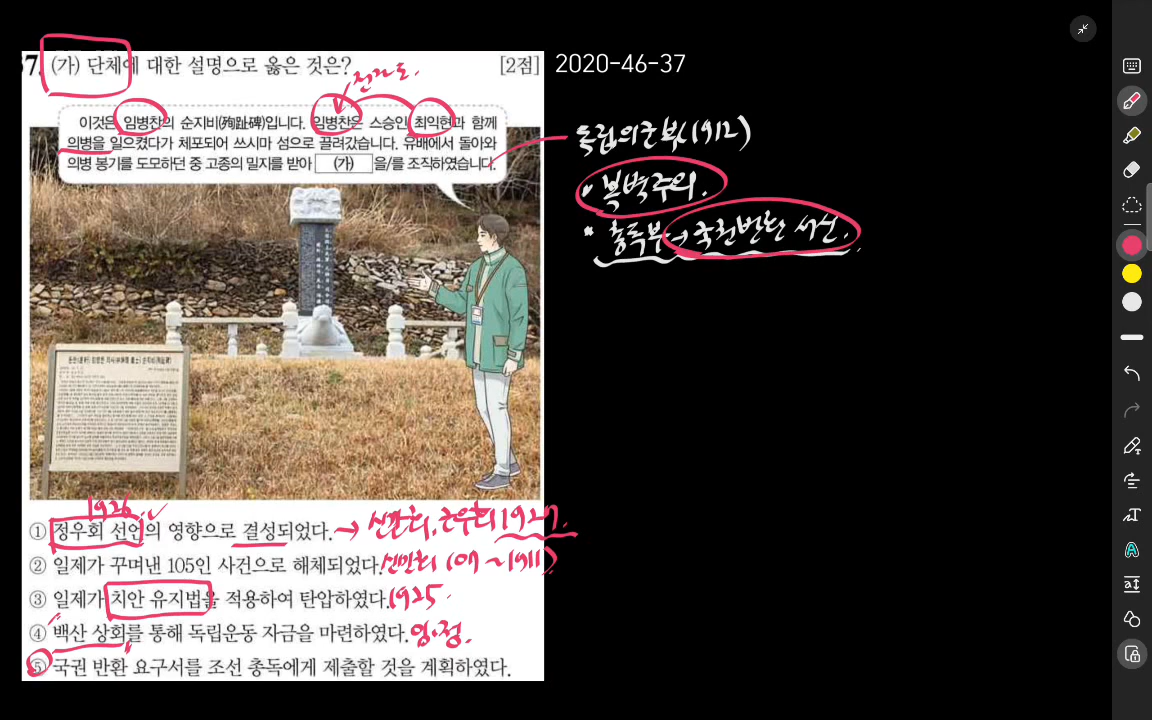 37. (가) 단체에 대한 설명으로 옳은 것은? [2점]
2020-46-37
전라도.
이것은 임병찬의 순지비(殉趾碑)입니다. 임병찬은 스승인 최익현과 함께
의병을 일으켰다가 체포되어 쓰시마 섬으로 끌려갔습니다. 유배에서 돌아와
의병 봉기를 도모하던 중 고종의 밀지를 받아 (가) 을/를 조직하였습니다.
독립의군부(1912)
• 복벽주의.
• 총독부→국권반환 서신.
1926.
① 정우회 선언의 영향으로 결성되었다. → 신간회, 근우회 1927.
② 일제가 꾸며낸 105인 사건으로 해체되었다. 신민회 (07 ~ 1911)
③ 일제가 치안 유지법을 적용하여 탄압하였다. 1925.
④ 백산 상회를 통해 독립운동 자금을 마련하였다. 임·정.
⑤ 국권 반환 요구서를 조선 총독에게 제출할 것을 계획하였다.